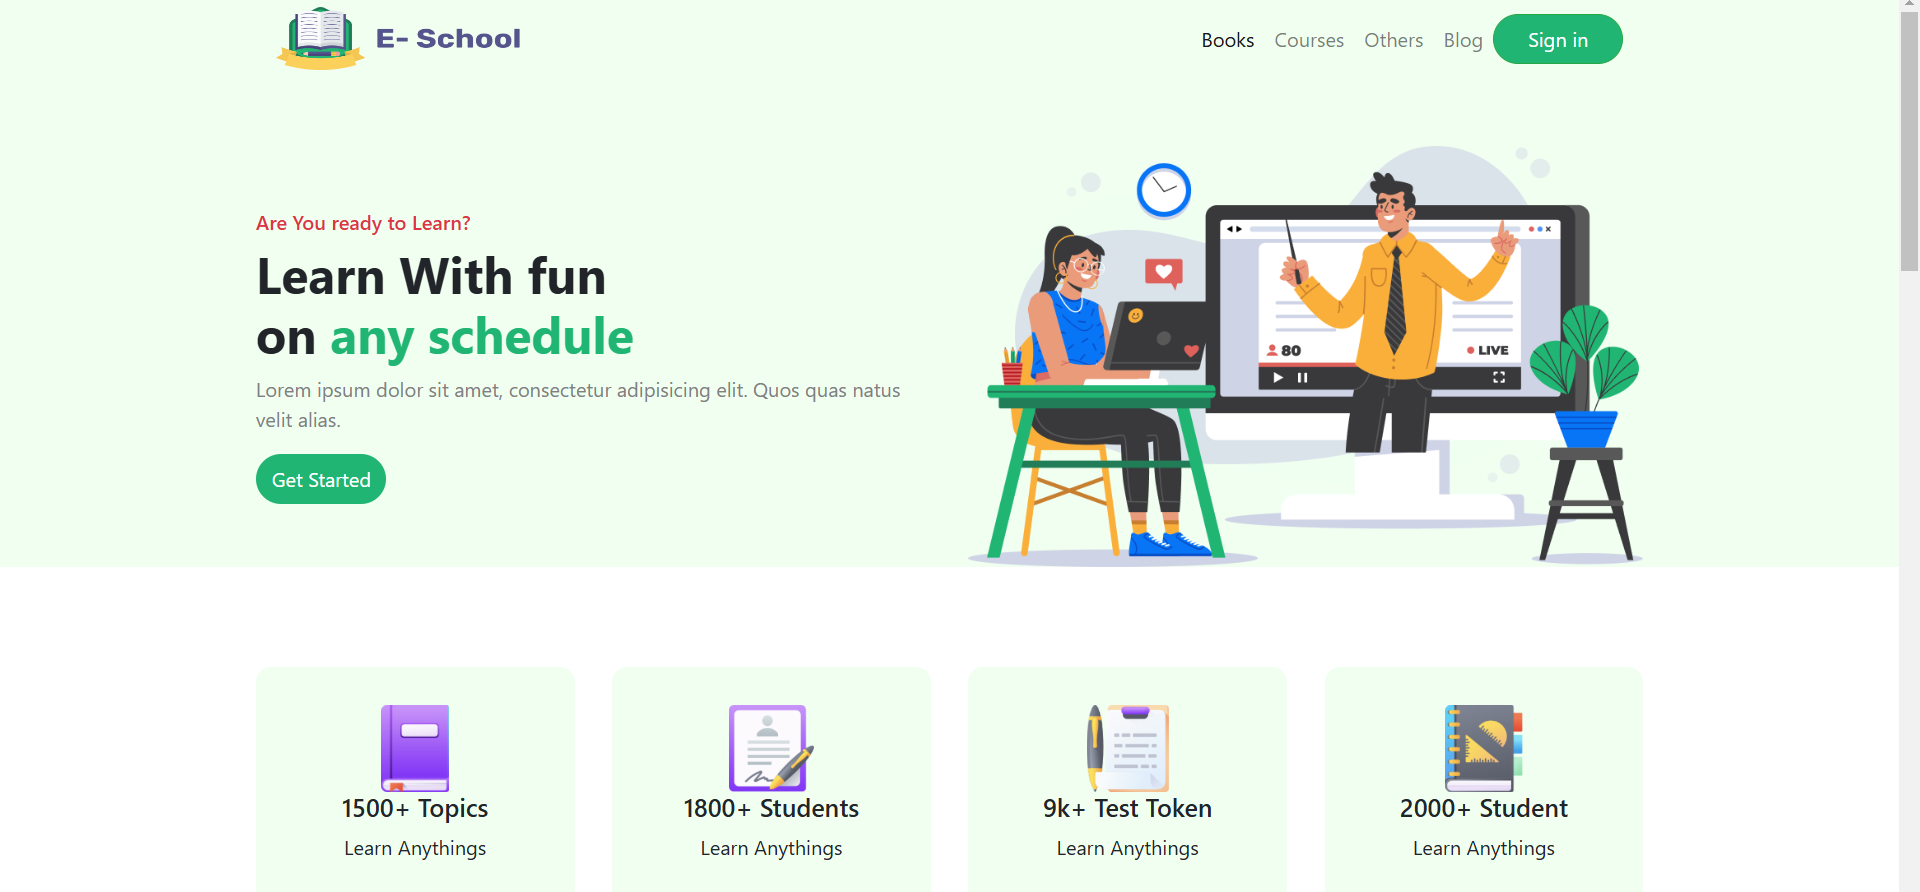 E- School
Books Courses Others Blog Sign in
Are You ready to Learn?
Learn With fun
on any schedule
Lorem ipsum dolor sit amet, consectetur adipisicing elit. Quos quas natus
velit alias.
Get Started
80
LIVE
1500+ Topics
Learn Anythings
1800+ Students
Learn Anythings
9k+ Test Token
Learn Anythings
2000+ Student
Learn Anythings